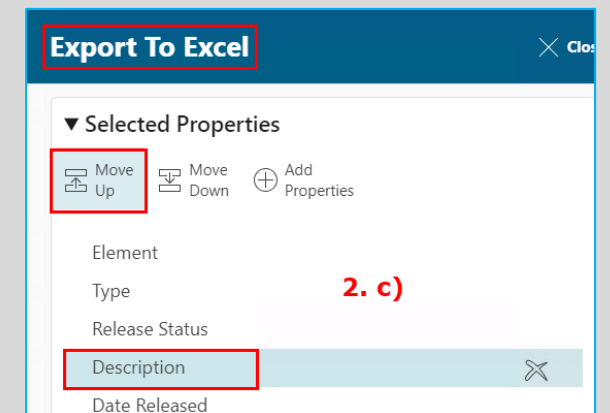 Export To Excel
▼ Selected Properties
Move Up
Move Down
Add Properties
Element
Type
2. c)
Release Status
Description
Date Released